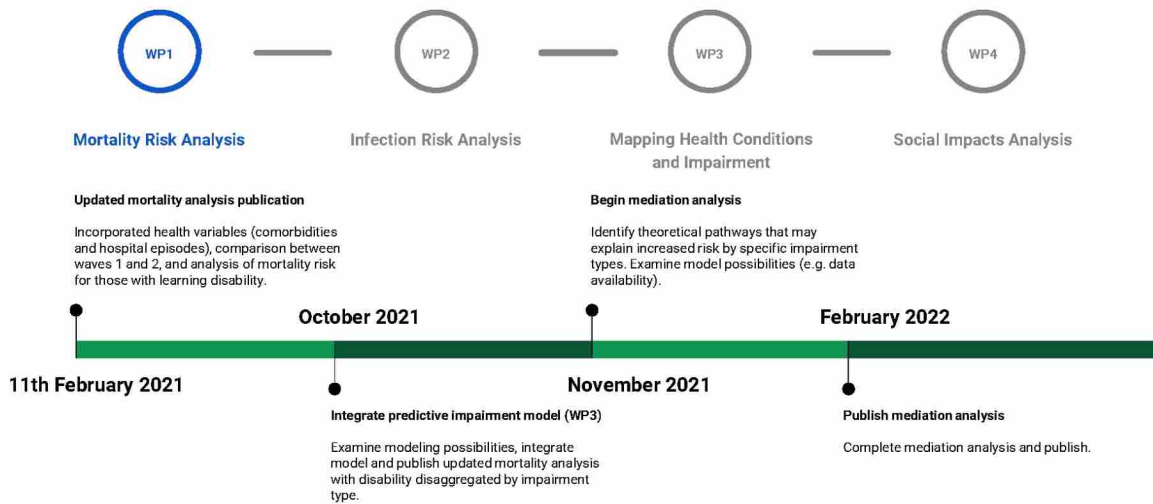 WP1
WP2
WP3
WP4
Mortality Risk Analysis
Infection Risk Analysis
Mapping Health Conditions
and Impairment
Social Impacts Analysis
Updated mortality analysis publication
Incorporated health variables (comorbidities
and hospital episodes), comparison between
waves 1 and 2, and analysis of mortality risk
for those with learning disability.
Begin mediation analysis
Identify theoretical pathways that may
explain increased risk by specific impairment
types. Examine model possibilities (e.g. data
availability).
October 2021
February 2022
11th February 2021
November 2021
Integrate predictive impairment model (WP3)
Examine modeling possibilities, integrate
model and publish updated mortality analysis
with disability disaggregated by impairment
type.
Publish mediation analysis
Complete mediation analysis and publish.